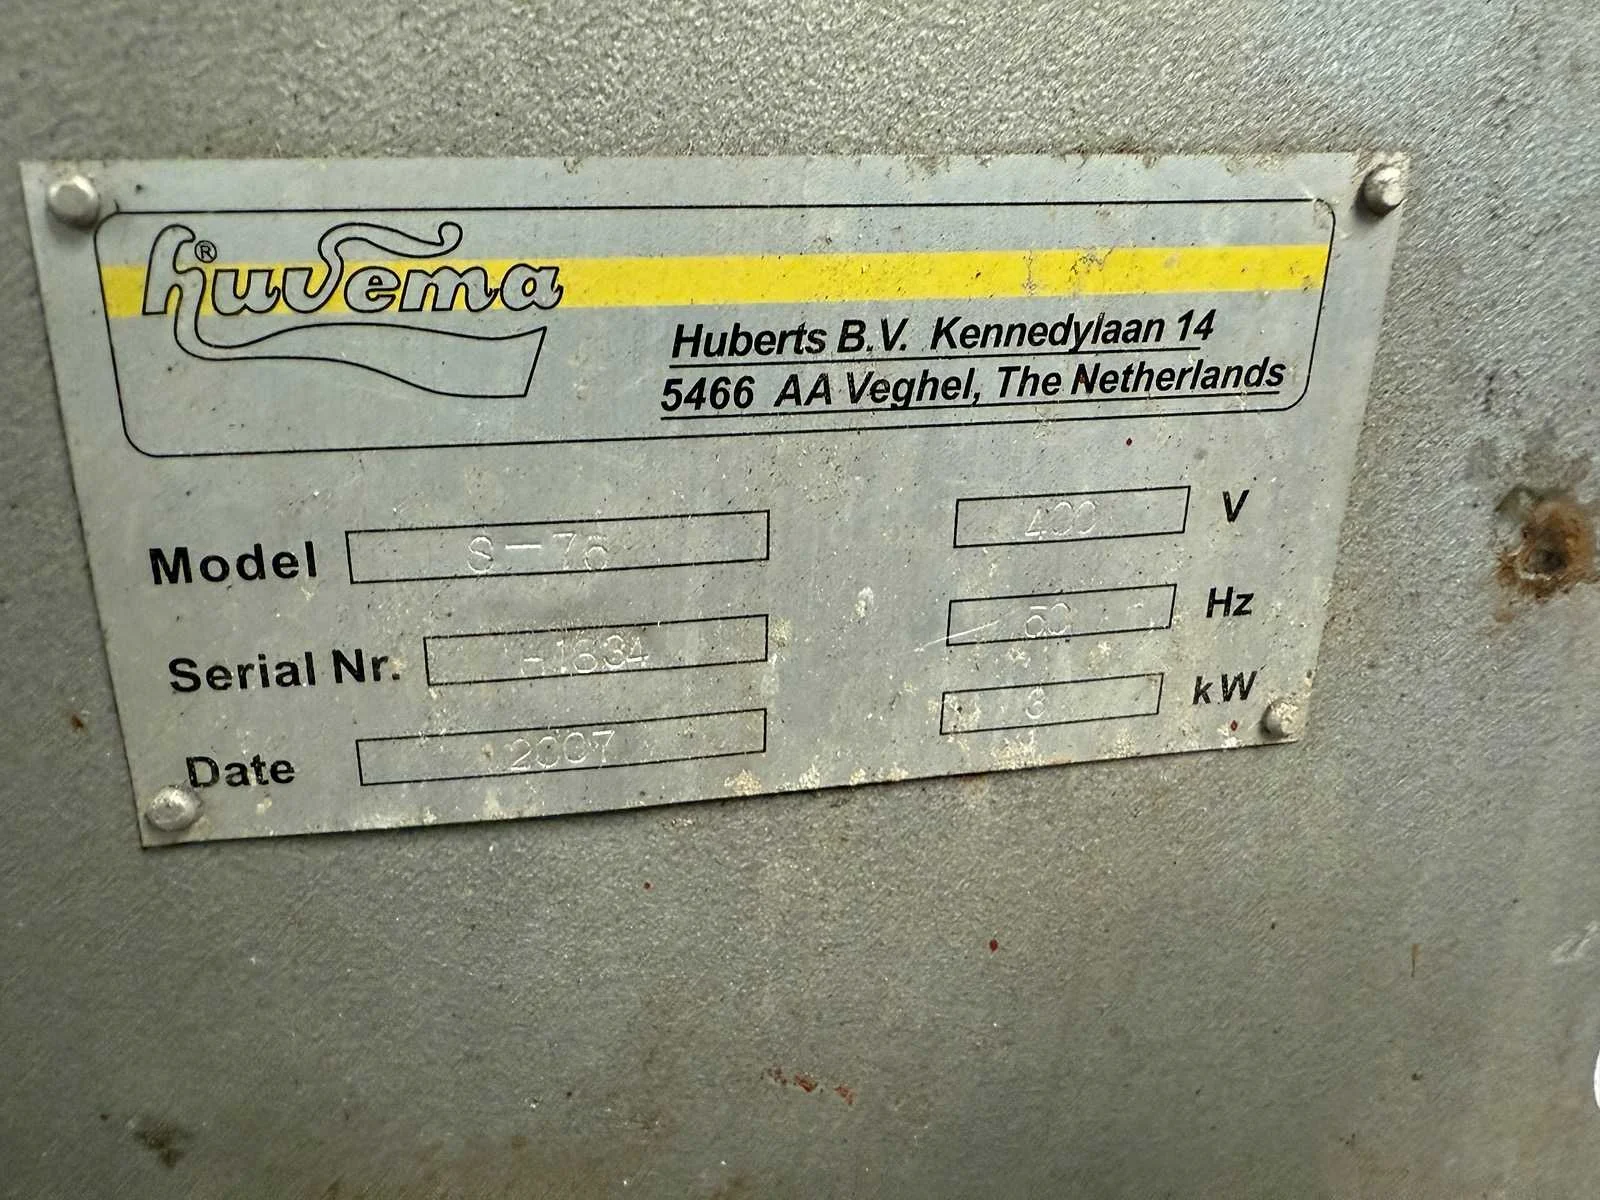 huvema®
Huberts B.V. Kennedylaan 14
5466 AA Veghel, The Netherlands
Model S-75
400 V
Serial Nr. -1634
50 Hz
Date 2007
3 kW